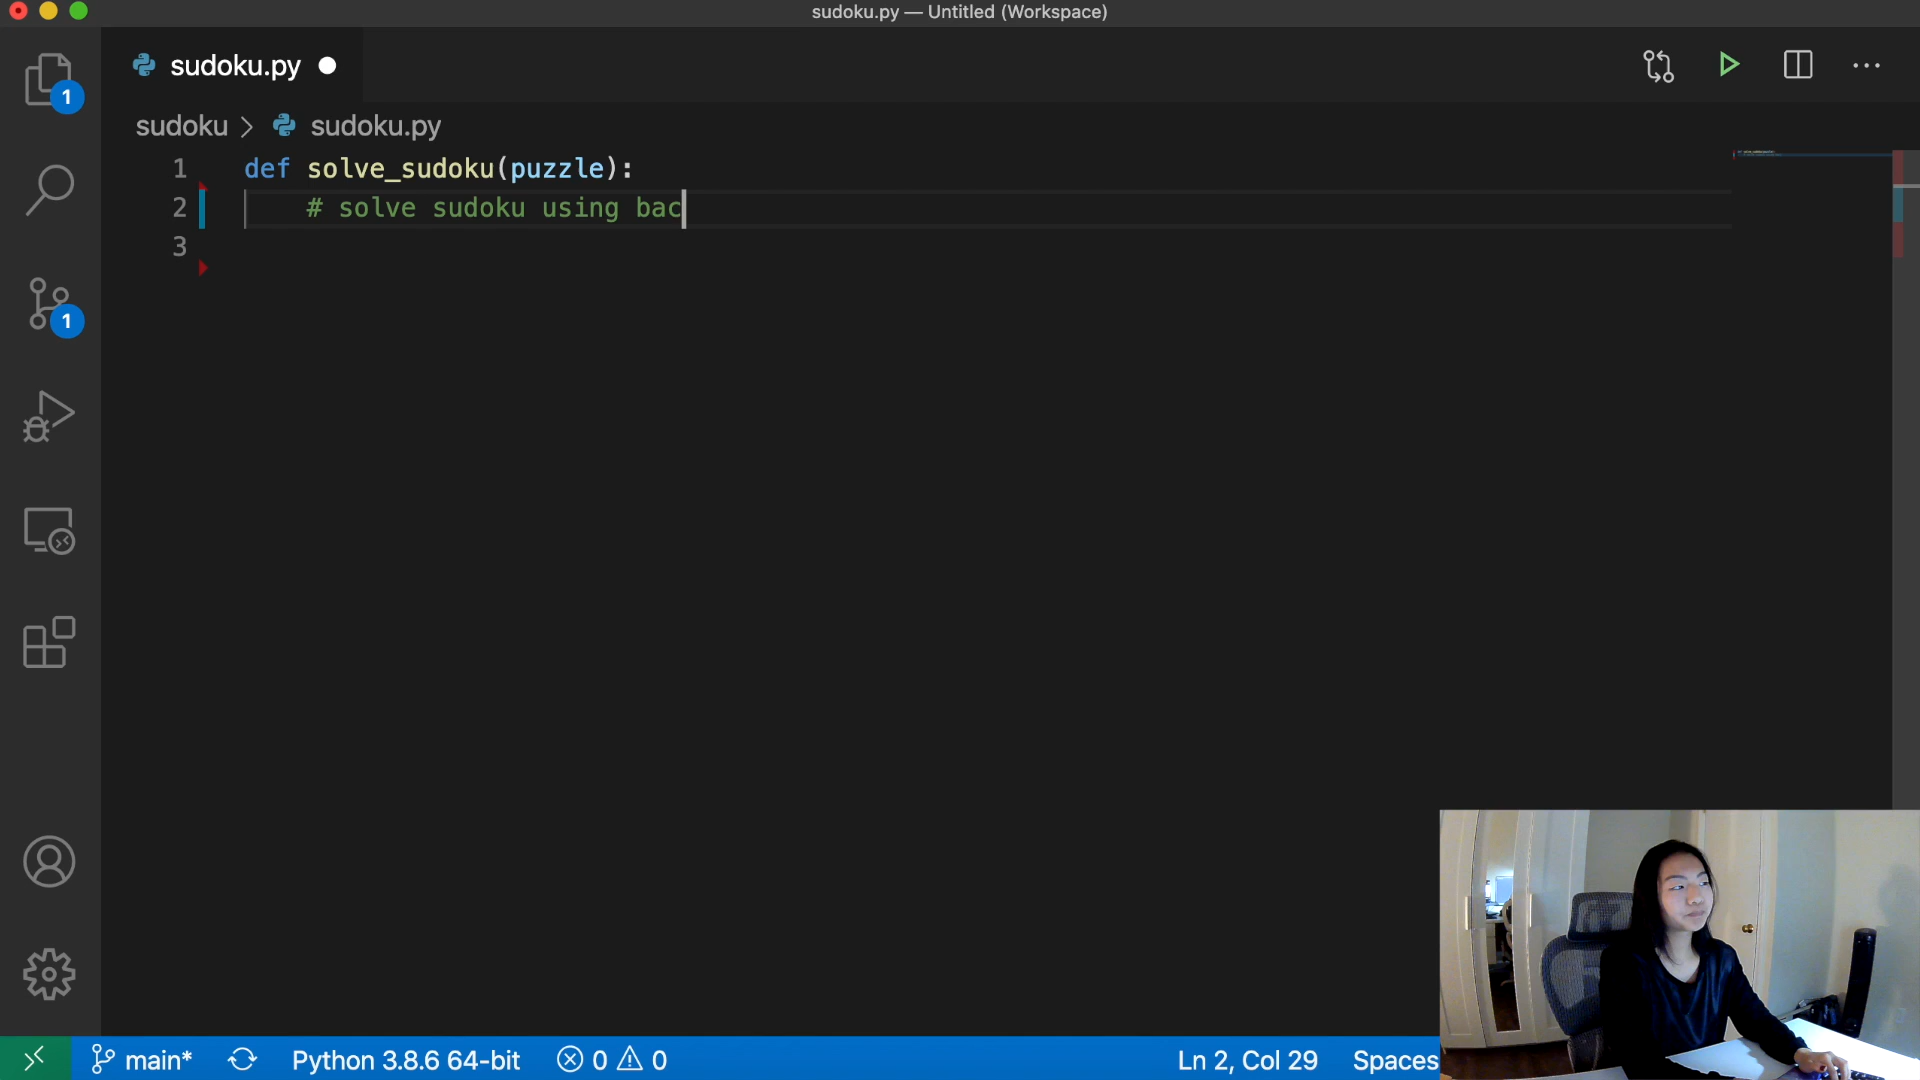 sudoku.py — Untitled (Workspace)
sudoku.py
1
sudoku > sudoku.py
1 def solve_sudoku(puzzle):
2 # solve sudoku using bac
3
1
main* Python 3.8.6 64-bit 0 0 Ln 2, Col 29 Spaces